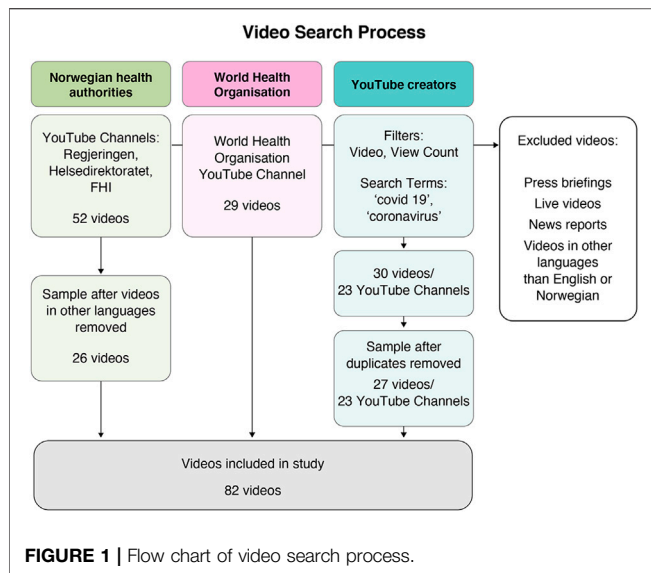 Video Search Process
Norwegian health
authorities
World Health
Organisation
YouTube creators
YouTube Channels:
Regjeringen,
Helsedirektoratet,
FHI
52 videos
World Health
Organisation
YouTube Channel
29 videos
Filters:
Video, View Count
Search Terms:
‘covid 19’,
‘coronavirus’
Excluded videos:
Press briefings
Live videos
News reports
Videos in other
languages
than English or
Norwegian
Sample after videos
in other languages
removed
26 videos
30 videos/
23 YouTube Channels
Sample after
duplicates removed
27 videos/
23 YouTube Channels
Videos included in study
82 videos
FIGURE 1 | Flow chart of video search process.